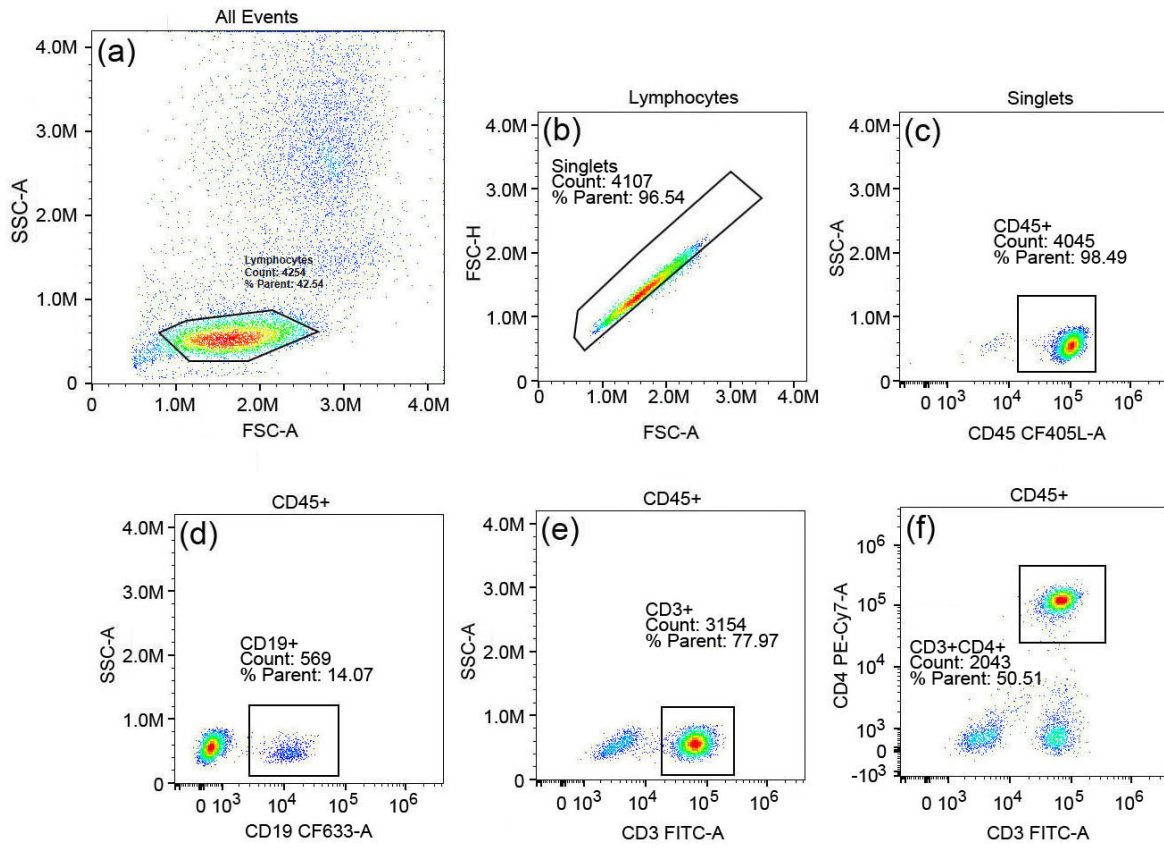 All Events
(a)
4.0M
3.0M
2.0M
1.0M
0
SSC-A
Lymphocytes
Count: 4254
% Parent: 42.54
0 1.0M 2.0M 3.0M 4.0M
FSC-A
Lymphocytes
(b)
4.0M
3.0M
2.0M
1.0M
0
FSC-H
Singlets
Count: 4107
% Parent: 96.54
0 1.0M 2.0M 3.0M 4.0M
FSC-A
Singlets
(c)
4.0M
3.0M
2.0M
1.0M
0
SSC-A
CD45+
Count: 4045
% Parent: 98.49
0 10³ 10⁴ 10⁵ 10⁶
CD45 CF405L-A
CD45+
(d)
4.0M
3.0M
2.0M
1.0M
0
SSC-A
CD19+
Count: 569
% Parent: 14.07
0 10³ 10⁴ 10⁵ 10⁶
CD19 CF633-A
CD45+
(e)
4.0M
3.0M
2.0M
1.0M
0
SSC-A
CD3+
Count: 3154
% Parent: 77.97
0 10³ 10⁴ 10⁵ 10⁶
CD3 FITC-A
CD45+
(f)
10⁶
10⁵
10⁴
10³
0
-10³
CD4 PE-Cy7-A
CD3+CD4+
Count: 2043
% Parent: 50.51
0 10³ 10⁴ 10⁵ 10⁶
CD3 FITC-A